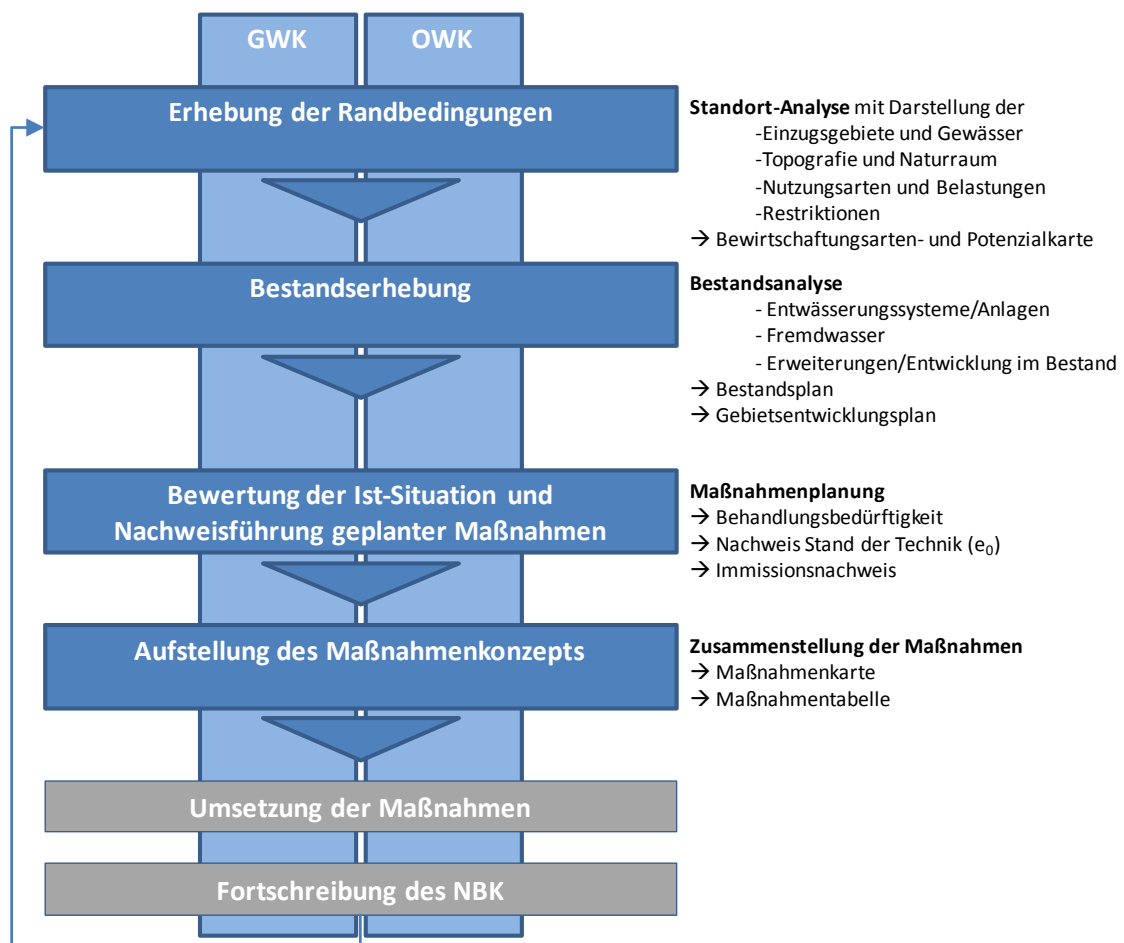 GWK OWK
Erhebung der Randbedingungen
Standort-Analyse mit Darstellung der
-Einzugsgebiete und Gewässer
-Topografie und Naturraum
-Nutzungsarten und Belastungen
-Restriktionen
→ Bewirtschaftungsarten- und Potenzialkarte
Bestandserhebung
Bestandsanalyse
- Entwässerungssysteme/Anlagen
- Fremdwasser
- Erweiterungen/Entwicklung im Bestand
→ Bestandsplan
→ Gebietsentwicklungsplan
Bewertung der Ist-Situation und
Nachweisführung geplanter Maßnahmen
Maßnahmenplanung
→ Behandlungsbedürftigkeit
→ Nachweis Stand der Technik (e₀)
→ Immissionsnachweis
Aufstellung des Maßnahmenkonzepts
Zusammenstellung der Maßnahmen
→ Maßnahmenkarte
→ Maßnahmentabelle
Umsetzung der Maßnahmen
Fortschreibung des NBK